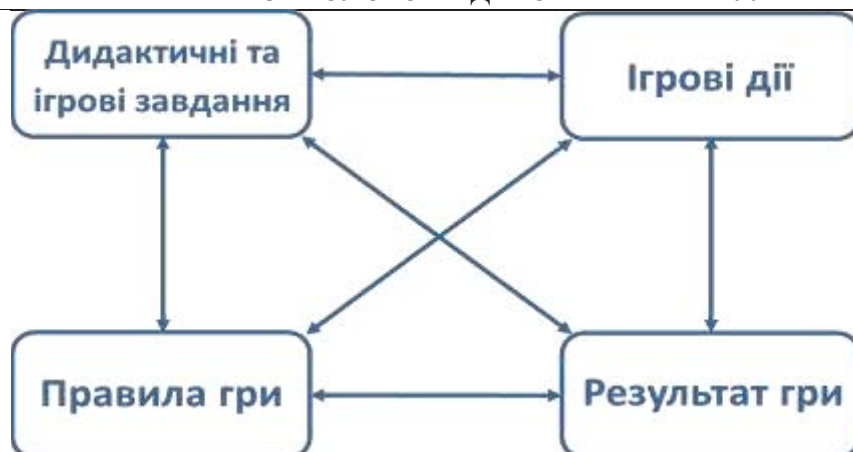 Дидактичні та
ігрові завдання
Ігрові дії
Правила гри
Результат гри